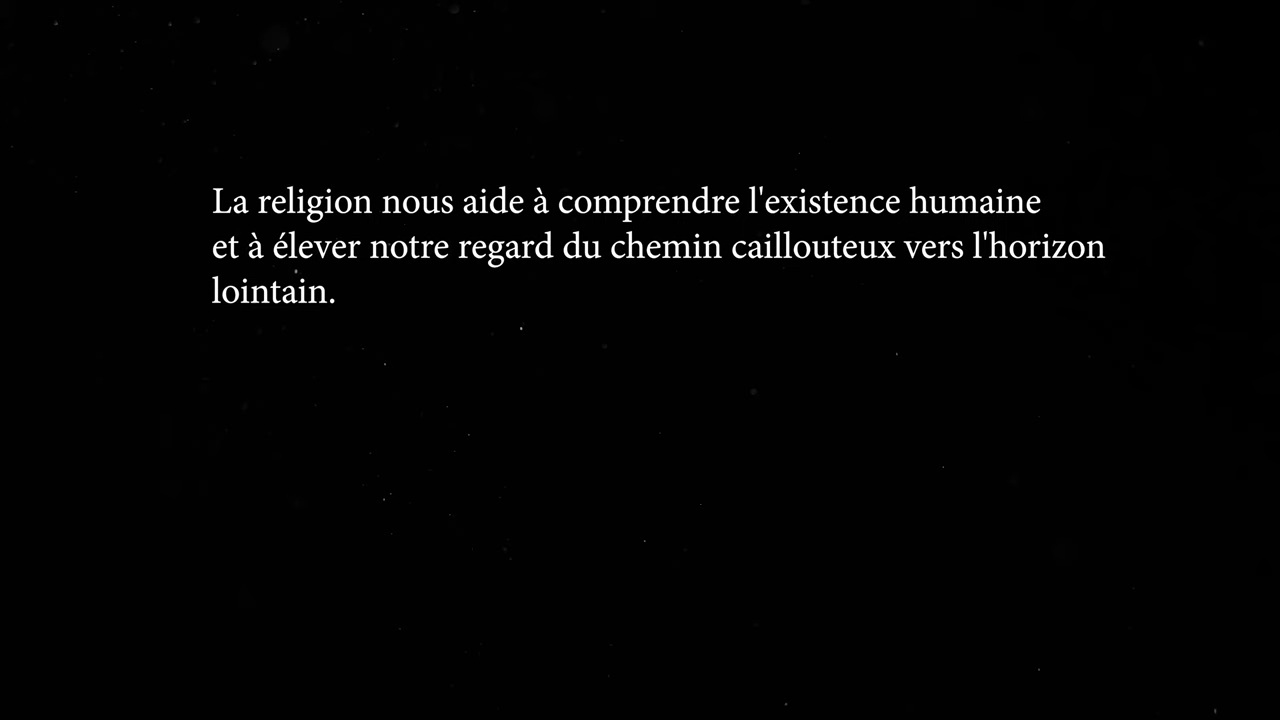 La religion nous aide à comprendre l'existence humaine
et à élever notre regard du chemin caillouteux vers l'horizon
lointain.